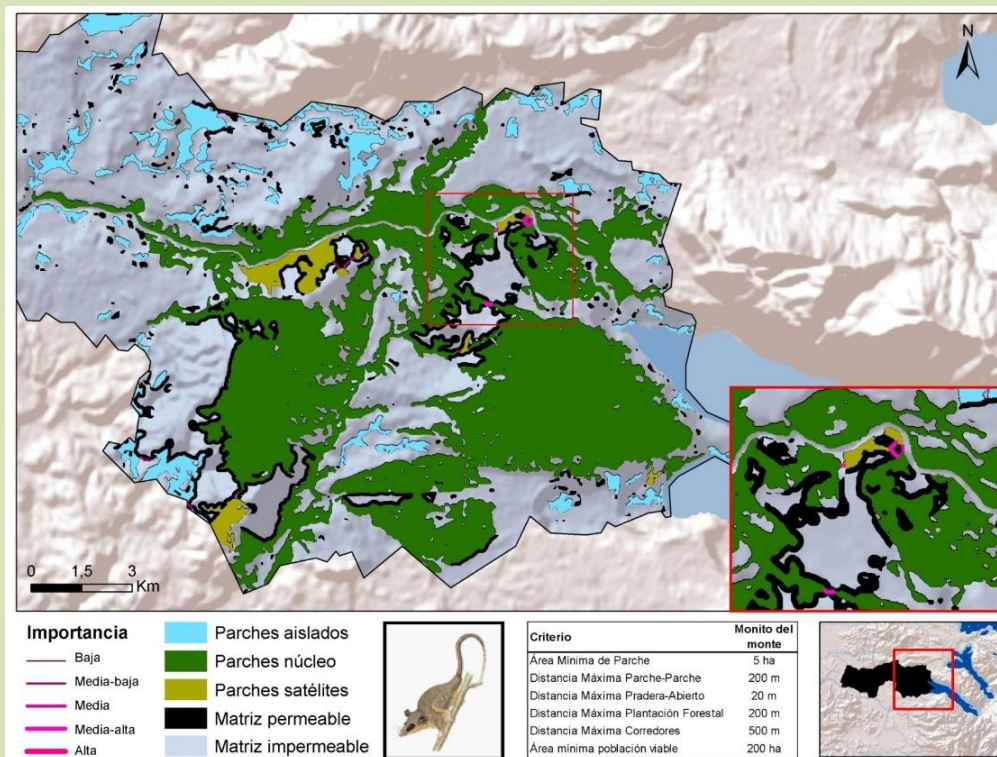 N
0 1,5 3
Km
Importancia
Baja
Media-baja
Media
Media-alta
Alta
Parches aislados
Parches núcleo
Parches satélites
Matriz permeable
Matriz impermeable
Criterio Monito del monte
Área Mínima de Parche 5 ha
Distancia Máxima Parche-Parche 200 m
Distancia Máxima Pradera-Abierto 20 m
Distancia Máxima Plantación Forestal 200 m
Distancia Máxima Corredores 500 m
Área mínima población viable 200 ha